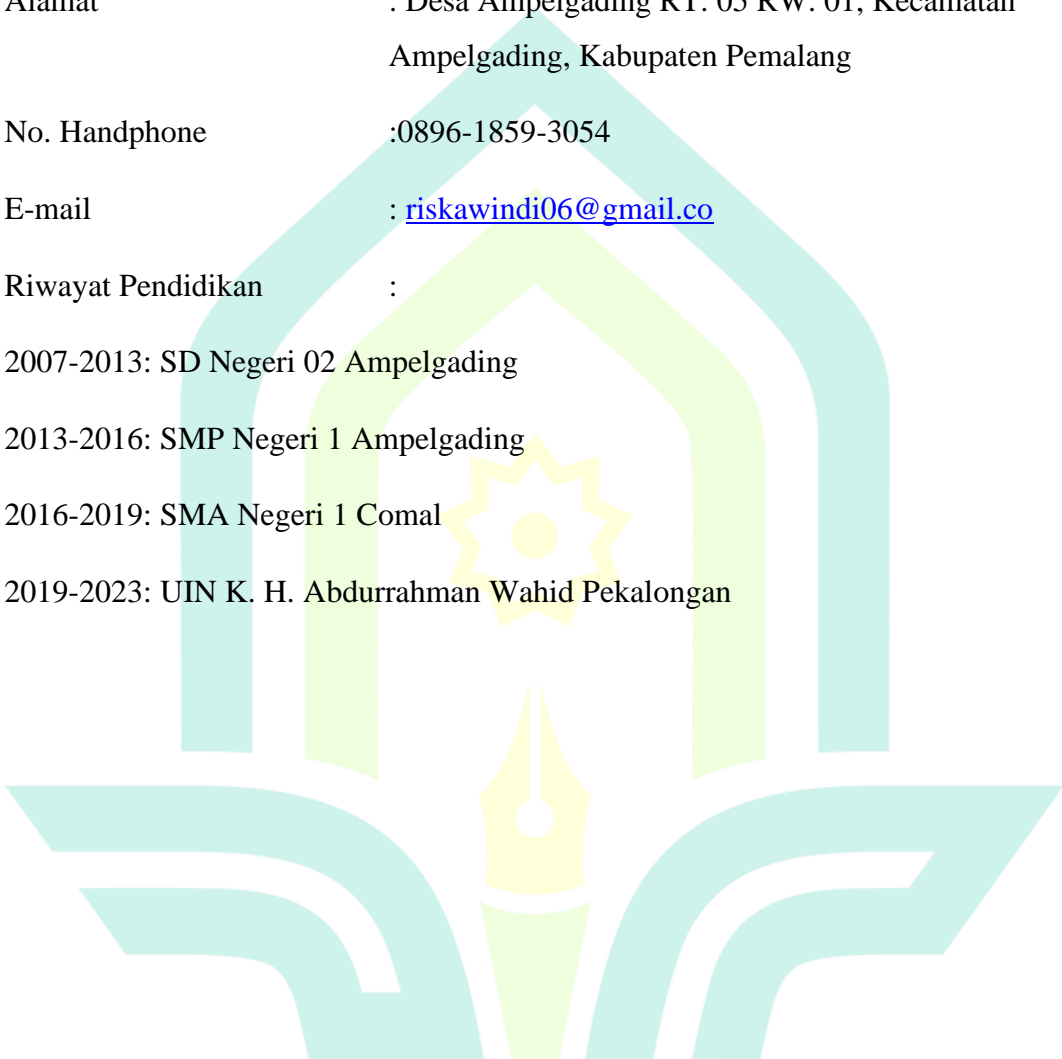 Alamat : Desa Ampelgading RT. 05 RW. 01, Kecamatan
Ampelgading, Kabupaten Pemalang
No. Handphone :0896-1859-3054
E-mail : riskawindi06@gmail.co
Riwayat Pendidikan :
2007-2013: SD Negeri 02 Ampelgading
2013-2016: SMP Negeri 1 Ampelgading
2016-2019: SMA Negeri 1 Comal
2019-2023: UIN K. H. Abdurrahman Wahid Pekalongan